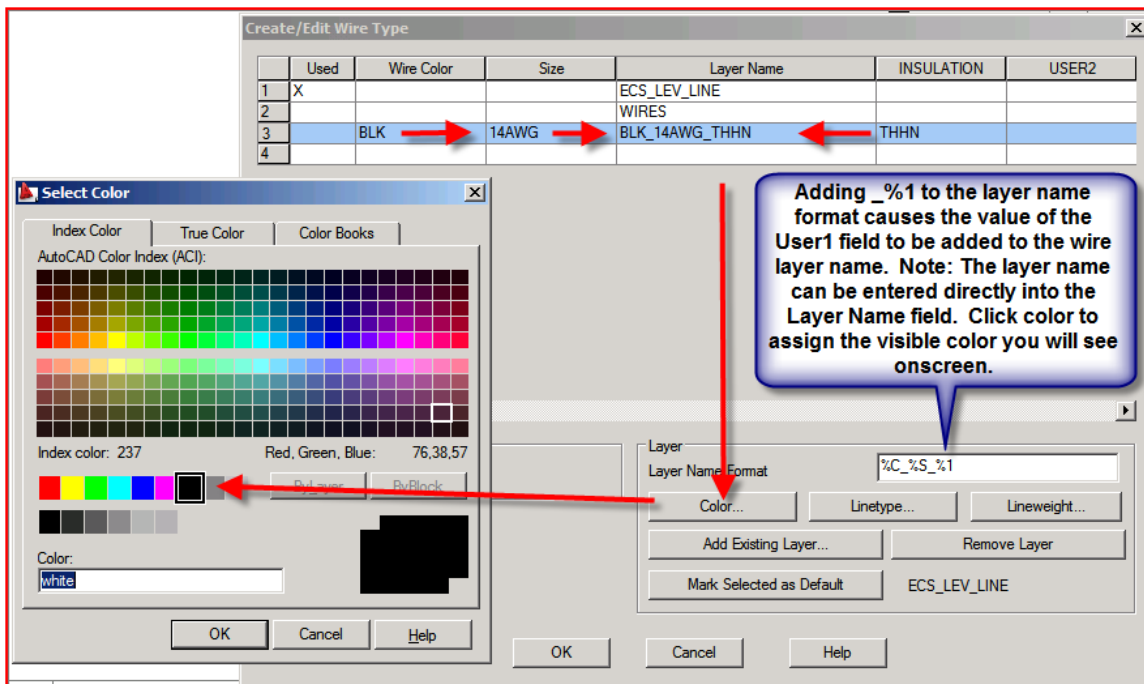 Create/Edit Wire Type
Used Wire Color Size Layer Name INSULATION USER2
1 X ECS_LEV_LINE
2 WIRES
3 BLK 14AWG BLK_14AWG_THHN THHN
4
Select Color
Index Color True Color Color Books
AutoCAD Color Index (ACI):
Index color: 237 Red, Green, Blue: 76,38,57
ByLayer ByBlock
Color:
white
OK Cancel Help
Adding _%1 to the layer name
format causes the value of the
User1 field to be added to the wire
layer name. Note: The layer name
can be entered directly into the
Layer Name field. Click color to
assign the visible color you will see
onscreen.
Layer
Layer Name Format %C_%S_%1
Color... Linetype... Lineweight...
Add Existing Layer... Remove Layer
Mark Selected as Default ECS_LEV_LINE
OK Cancel Help